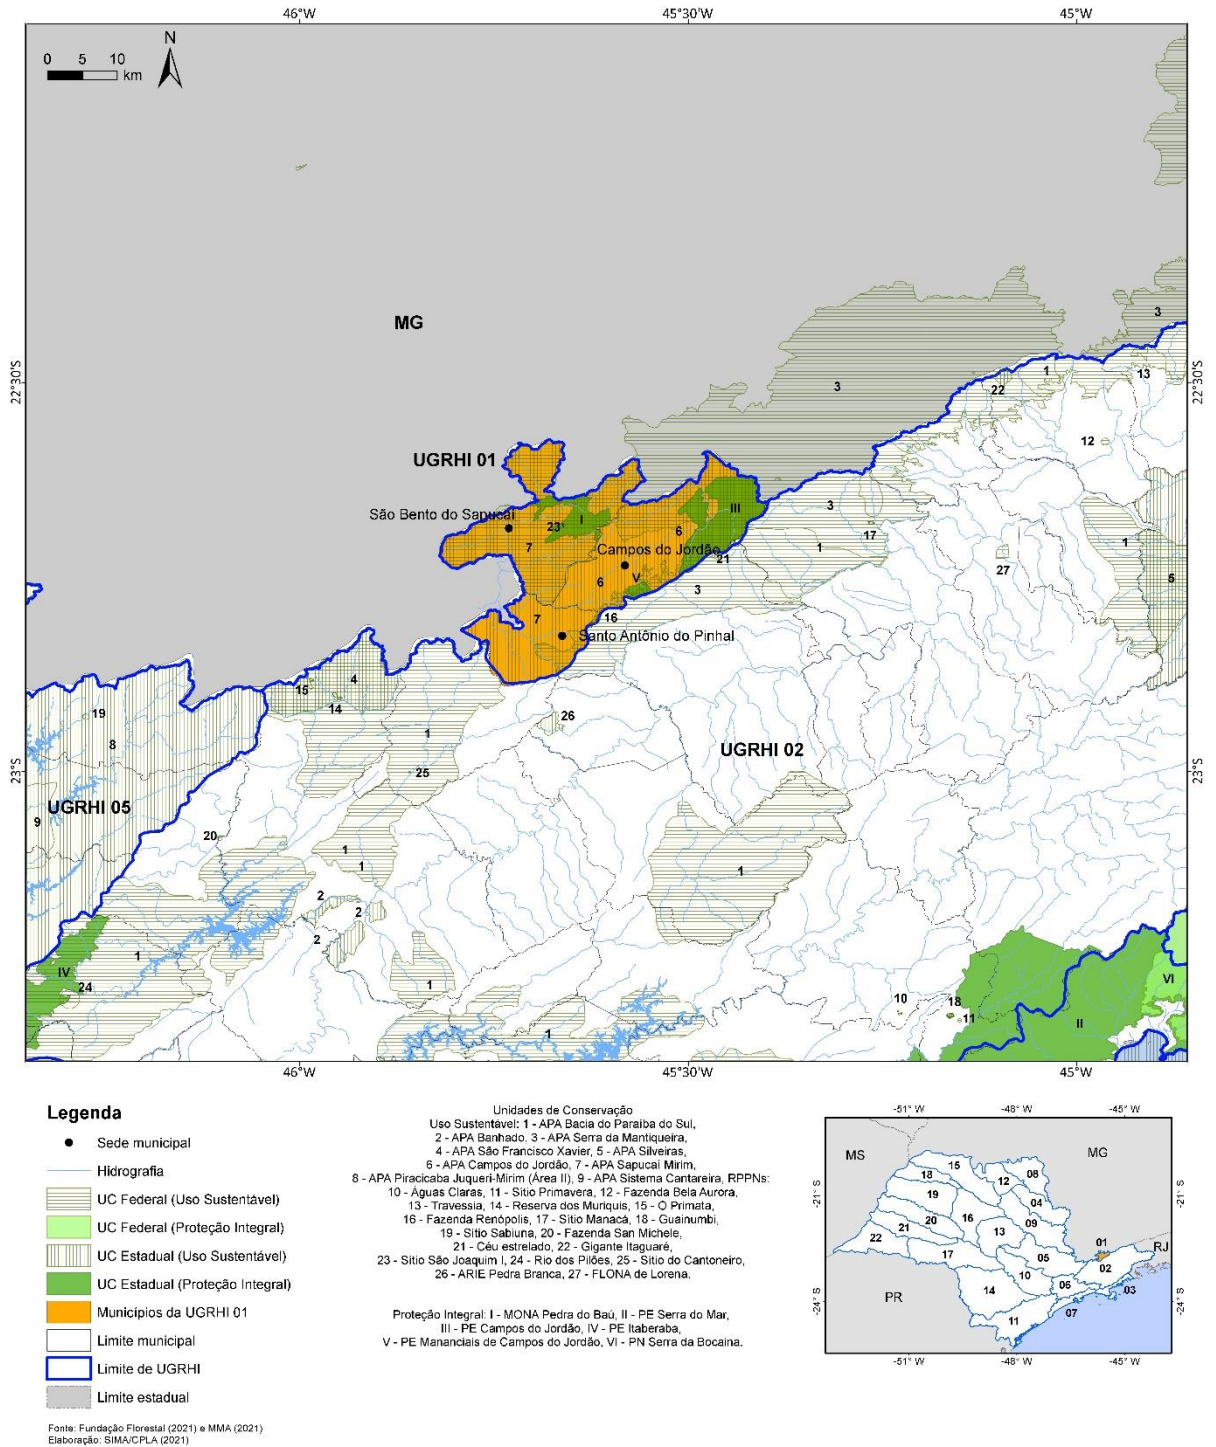 46°W 45°30'W 45°W
0 5 10 km
N
MG
3
3
22°30'S 22°30'S
1
13
22
12
UGRHI 01
São Bento do Sapucaí
23
I
III
6
7
Campos do Jordão
21
V
6
3
1
17
3
27
1
5
7
16
Santo Antônio do Pinhal
15
4
14
19
8
1
26
UGRHI 02
25
23°S 23°S
UGRHI 05
9
20
1
1
1
2
2
2
IV
1
24
1
1
10
18
11
II
VI
46°W 45°30'W 45°W
Legenda
Sede municipal
Hidrografia
UC Federal (Uso Sustentável)
UC Federal (Proteção Integral)
UC Estadual (Uso Sustentável)
UC Estadual (Proteção Integral)
Municípios da UGRHI 01
Limite municipal
Limite de UGRHI
Limite estadual
Fonte: Fundação Florestal (2021) e MMA (2021)
Elaboração: SIMA/CPLA (2021)
Unidades de Conservação
Uso Sustentável: 1 - APA Bacia do Paraíba do Sul,
2 - APA Banhado, 3 - APA Serra da Mantiqueira,
4 - APA São Francisco Xavier, 5 - APA Silveiras,
6 - APA Campos do Jordão, 7 - APA Sapucaí Mirim,
8 - APA Piracicaba Juqueri-Mirim (Área II), 9 - APA Sistema Cantareira, RPPNs:
10 - Águas Claras, 11 - Sítio Primavera, 12 - Fazenda Bela Aurora,
13 - Travessia, 14 - Reserva dos Muriquis, 15 - O Primata,
16 - Fazenda Renópolis, 17 - Sítio Manacá, 18 - Guainumbi,
19 - Sítio Sabiuna, 20 - Fazenda San Michele,
21 - Céu estrelado, 22 - Gigante Itaguaré,
23 - Sítio São Joaquim I, 24 - Rio dos Pilões, 25 - Sítio do Cantoneiro,
26 - ARIE Pedra Branca, 27 - FLONA de Lorena.
Proteção Integral: I - MONA Pedra do Baú, II - PE Serra do Mar,
III - PE Campos do Jordão, IV - PE Itaberaba,
V - PE Mananciais de Campos do Jordão, VI - PN Serra da Bocaina.
-51° W -48° W -45° W
MS
MG
RJ
PR
-21° S -21° S
-24° S -24° S
15
18
12
08
19
04
16
09
20
21
13
22
17
05
01
02
10
06
03
14
07
11
-51° W -48° W -45° W